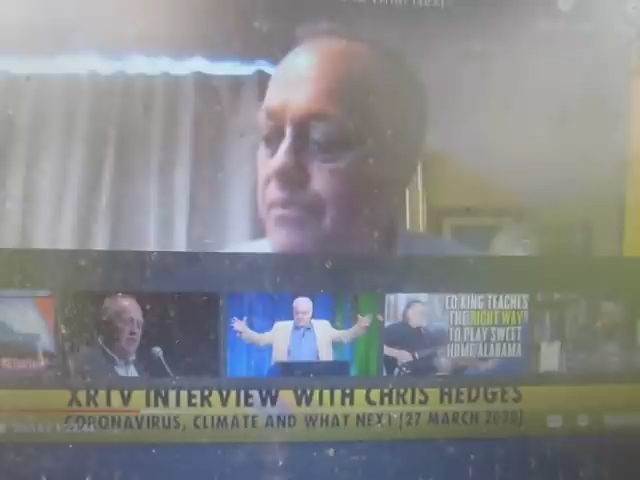 ED KING TEACHES
THE RIGHT WAY
TO PLAY SWEET
HOME ALABAMA
XRTV INTERVIEW WITH CHRIS HEDGES
CORONAVIRUS, CLIMATE AND WHAT NEXT (27 MARCH 2020)